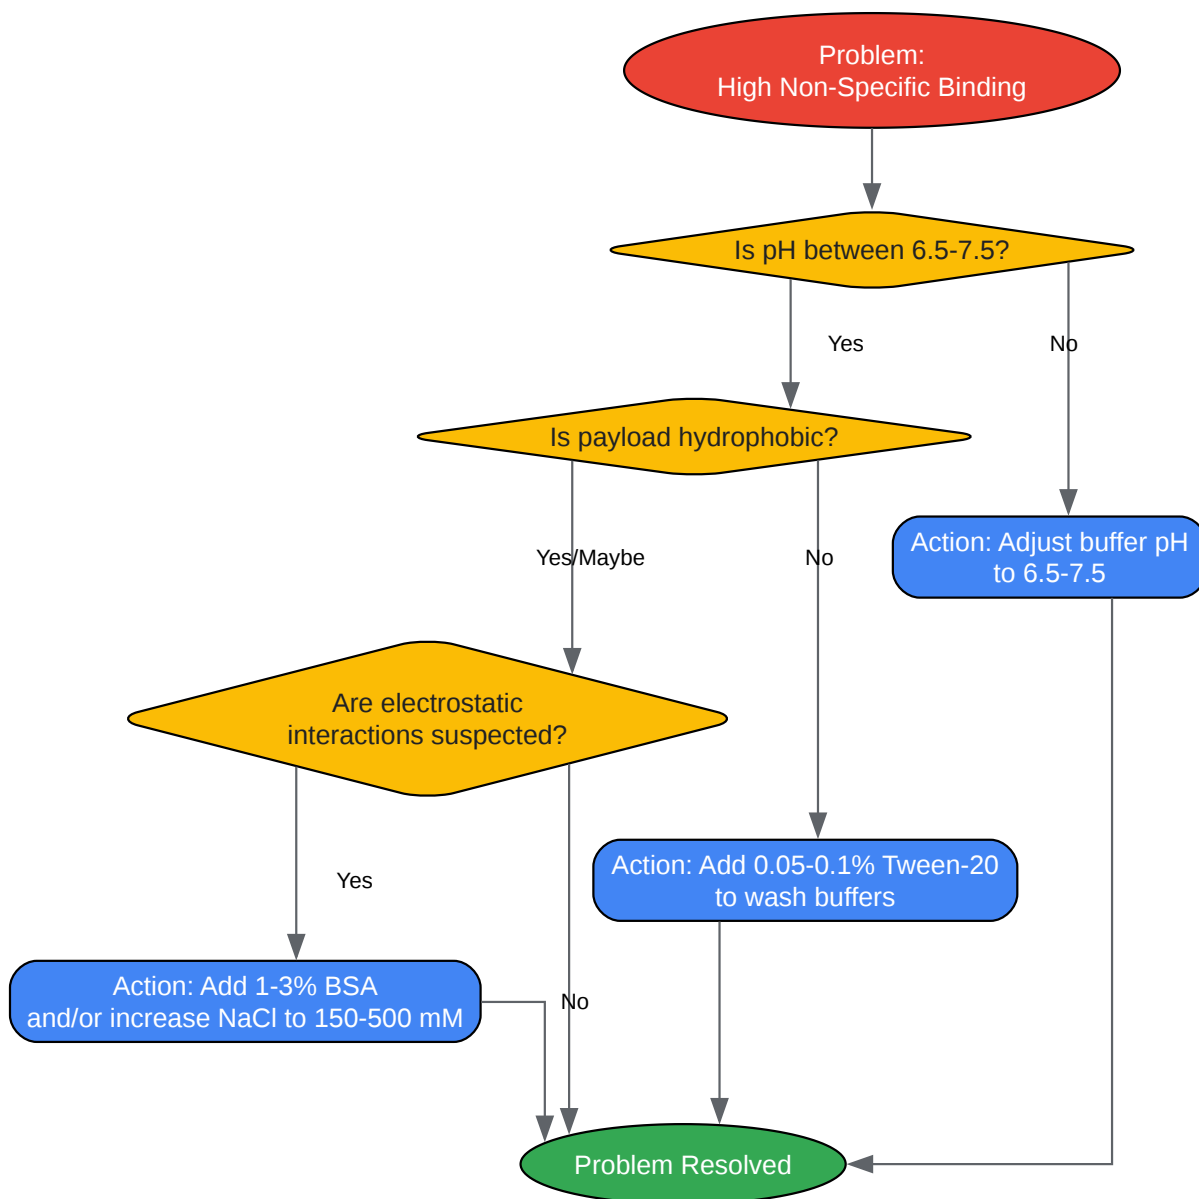 Problem:
High Non-Specific Binding
Is pH between 6.5-7.5?
Yes
No
Is payload hydrophobic?
Action: Adjust buffer pH
to 6.5-7.5
Yes/Maybe
No
Are electrostatic
interactions suspected?
Action: Add 0.05-0.1% Tween-20
to wash buffers
Yes
Action: Add 1-3% BSA
and/or increase NaCl to 150-500 mM
No
Problem Resolved